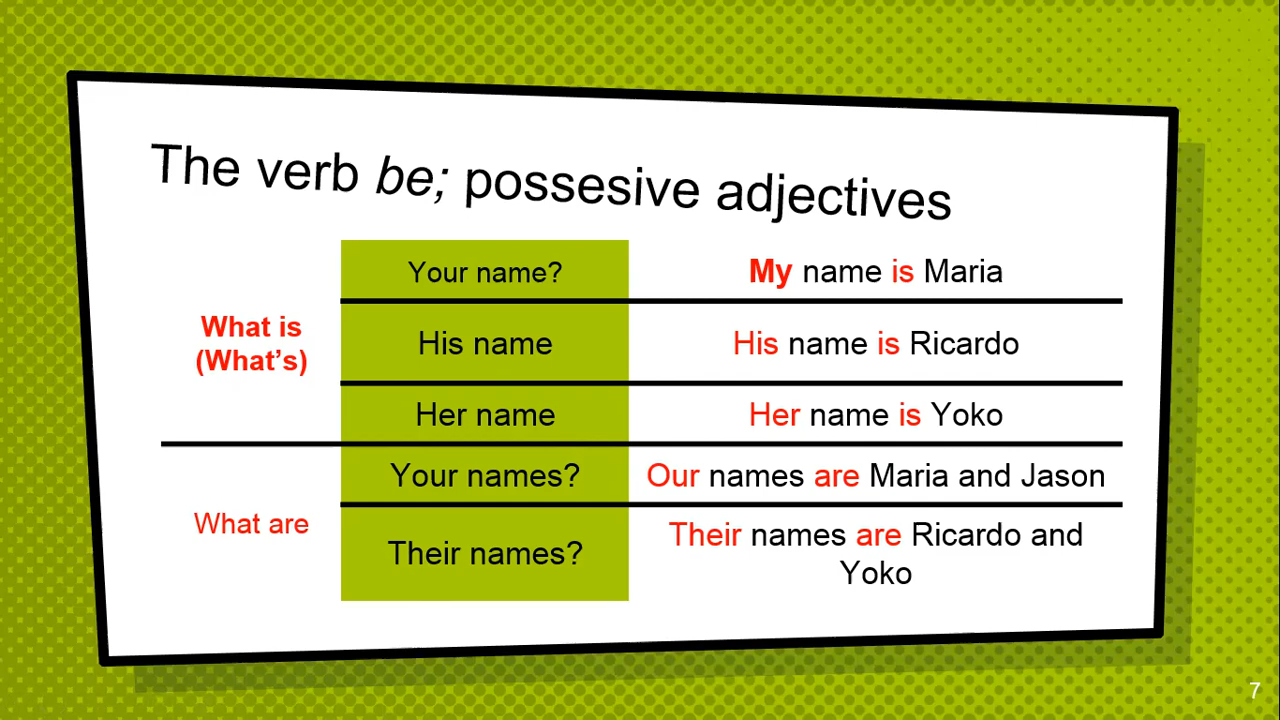 The verb be; possesive adjectives
What is
(What's)
Your name?
My name is Maria
His name
His name is Ricardo
Her name
Her name is Yoko
What are
Your names?
Our names are Maria and Jason
Their names?
Their names are Ricardo and
Yoko
7